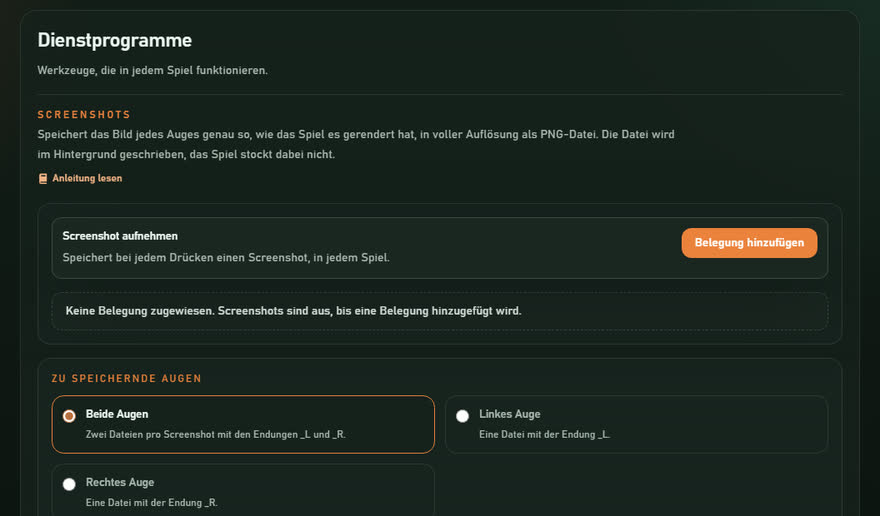 Dienstprogramme
Werkzeuge, die in jedem Spiel funktionieren.
SCREENSHOTS
Speichert das Bild jedes Auges genau so, wie das Spiel es gerendert hat, in voller Auflösung als PNG-Datei. Die Datei wird
im Hintergrund geschrieben, das Spiel stockt dabei nicht.
Anleitung lesen
Screenshot aufnehmen
Belegung hinzufügen
Speichert bei jedem Drücken einen Screenshot, in jedem Spiel.
Keine Belegung zugewiesen. Screenshots sind aus, bis eine Belegung hinzugefügt wird.
ZU SPEICHERNDE AUGEN
Beide Augen
Zwei Dateien pro Screenshot mit den Endungen _L und _R.
Linkes Auge
Eine Datei mit der Endung _L.
Rechtes Auge
Eine Datei mit der Endung _R.